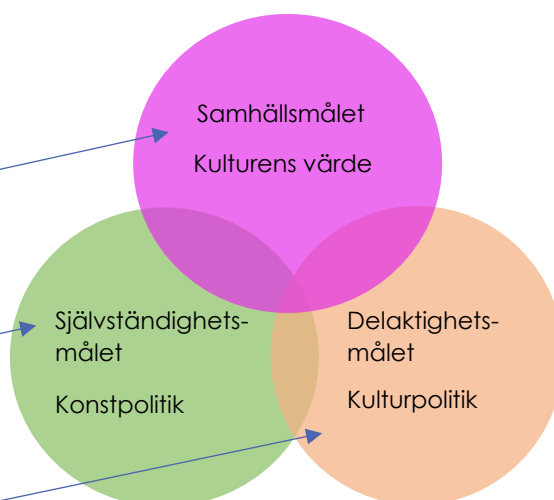 Samhällsmålet
Kulturens värde
Självständighets-
målet
Konstpolitik
Delaktighets-
målet
Kulturpolitik